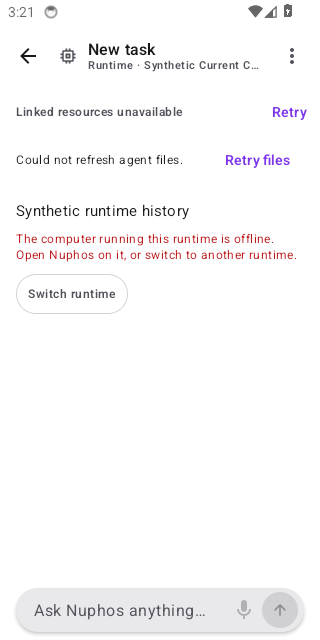 3:21
New task
Runtime · Synthetic Current C...
Linked resources unavailable
Retry
Could not refresh agent files.
Retry files
Synthetic runtime history
The computer running this runtime is offline.
Open Nuphos on it, or switch to another runtime.
Switch runtime
Ask Nuphos anything...